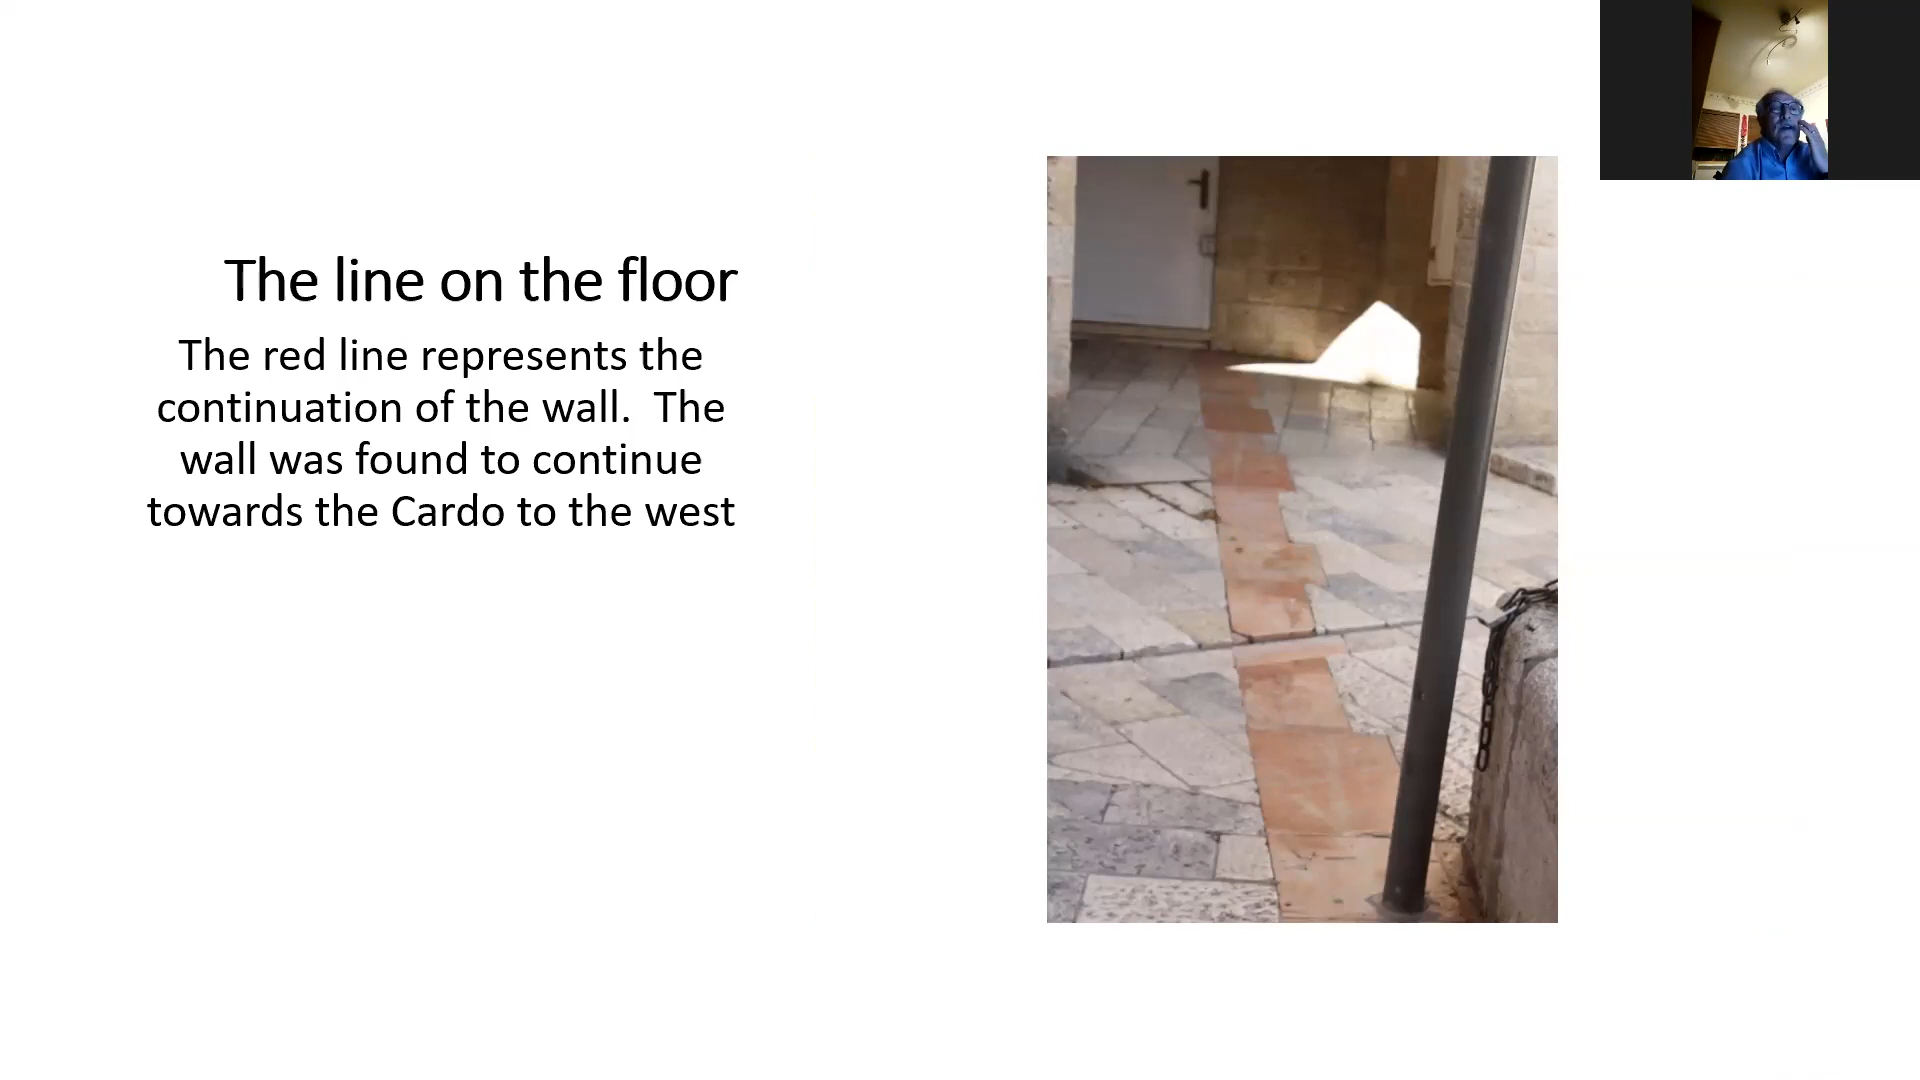 The line on the floor
The red line represents the
continuation of the wall.  The
wall was found to continue
towards the Cardo to the west